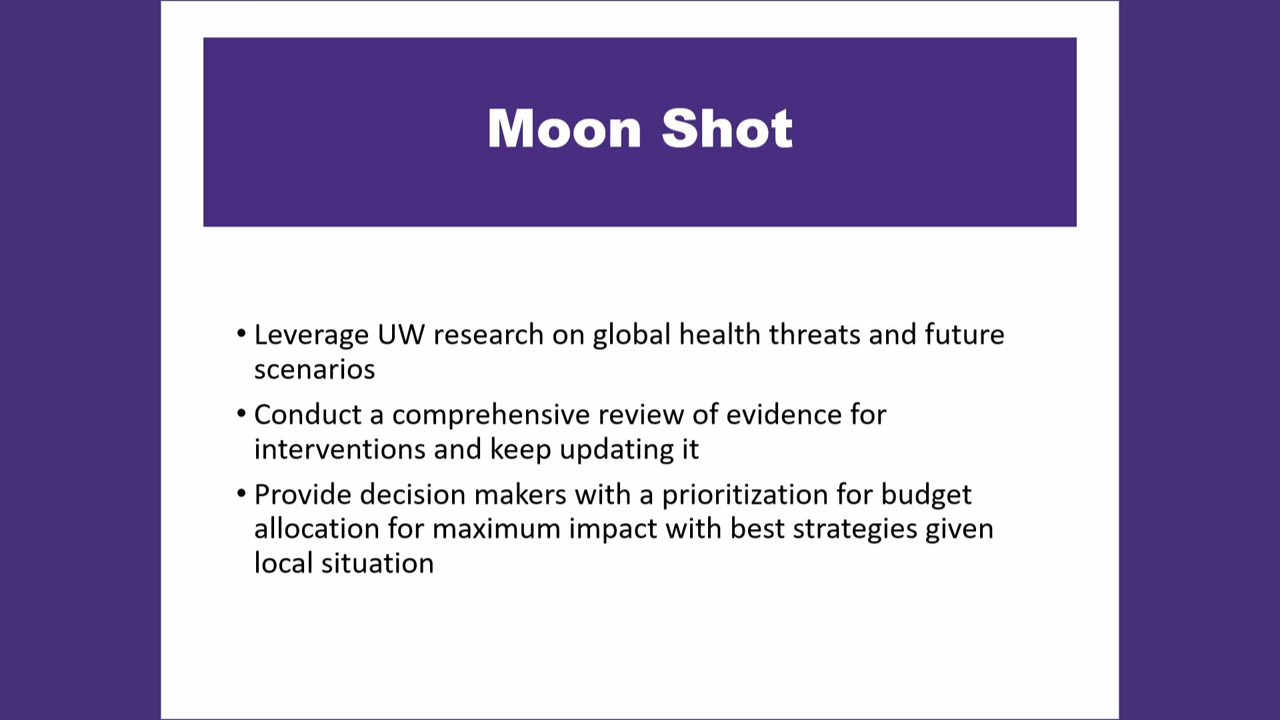 Moon Shot
• Leverage UW research on global health threats and future
scenarios
• Conduct a comprehensive review of evidence for
interventions and keep updating it
• Provide decision makers with a prioritization for budget
allocation for maximum impact with best strategies given
local situation